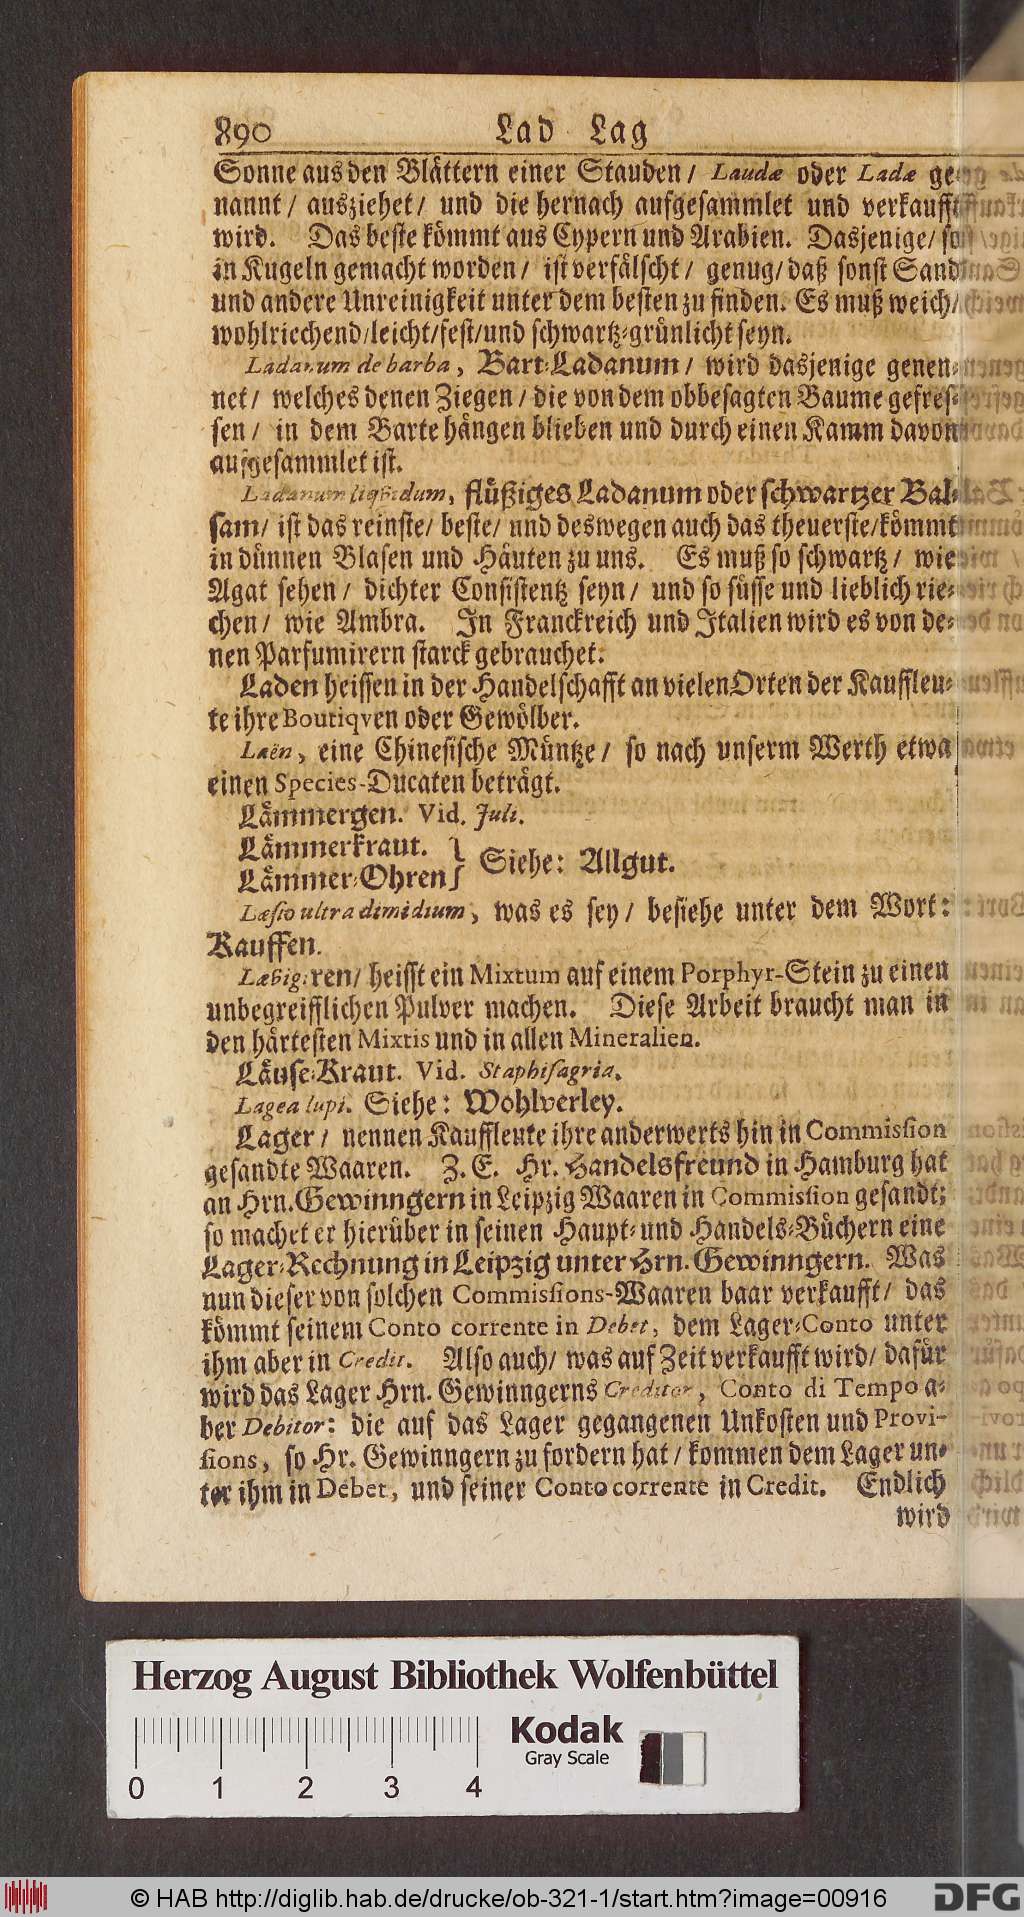 890 Lad Lag
Sonne aus den Blättern einer Stauden / Laudæ oder Ladæ ge-
nannt / ausziehet / und die hernach aufgesammlet und verkaufft
wird. Das beste kömmt aus Cypern und Arabien. Dasjenige / so
in Kugeln gemacht worden / ist verfälscht / genug / daß sonst Sand
und andere Unreinigkeit unter dem besten zu finden. Es muß weich /
wohlriechend / leicht / fest / und schwartz-grünlicht seyn.
Ladanum de barba, Bart-Ladanum / wird dasjenige genen-
net / welches denen Ziegen / die von dem obbesagten Baume gefres-
sen / in dem Barte hängen blieben und durch einen Kamm davon
aufgesammlet ist.
Ladanum liquidum, flüßiges Ladanum oder schwartzer Bal-
sam / ist das reinste / beste / und deswegen auch das theuerste / kömmt
in dünnen Blasen und Häuten zu uns. Es muß so schwartz / wie
Agat sehen / dichter Consistentz seyn / und so süsse und lieblich rie-
chen / wie Ambra. In Franckreich und Italien wird es von de-
nen Parfumirern starck gebrauchet.
Laden heissen in der Handelschafft an vielen Orten der Kauffleu-
te ihre Boutiqven oder Gewölber.
Læën, eine Chinesische Müntze / so nach unserm Werth etwa
einen Species-Ducaten beträgt.
Lämmergen. Vid. Juli.
Lämmerkraut. }
Lämmer-Ohren } Siehe: Allgut.
Læsio ultra dimidium, was es sey / besiehe unter dem Wort:
Kauffen.
Lævigiren / heisst ein Mixtum auf einem Porphyr-Stein zu einen
unbegreifflichen Pulver machen. Diese Arbeit braucht man in
den härtesten Mixtis und in allen Mineralien.
Läuse-Kraut. Vid. Staphisagria.
Lagea lupi. Siehe: Wohlverley.
Lager / nennen Kauffleute ihre anderwerts hin in Commission
gesandte Waaren. Z. E. Hr. Handelsfreund in Hamburg hat
an Hrn. Gewinngern in Leipzig Waaren in Commission gesandt;
so machet er hierüber in seinen Haupt- und Handels-Büchern eine
Lager-Rechnung in Leipzig unter Hrn. Gewinngern. Was
nun dieser von solchen Commissions-Waaren baar verkaufft / das
kömmt seinem Conto corrente in Debet, dem Lager-Conto unter
ihm aber in Credit. Also auch / was auf Zeit verkaufft wird / dafür
wird das Lager Hrn. Gewinngerns Creditor, Conto di Tempo a-
ber Debitor: die auf das Lager gegangenen Unkosten und Provi-
sions, so Hr. Gewinngern zu fordern hat / kommen dem Lager un-
ter ihm in Debet, und seiner Conto corrente in Credit. Endlich
wird
Herzog August Bibliothek Wolfenbüttel
Kodak
Gray Scale
0 1 2 3 4
© HAB http://diglib.hab.de/drucke/ob-321-1/start.htm?image=00916
DFG